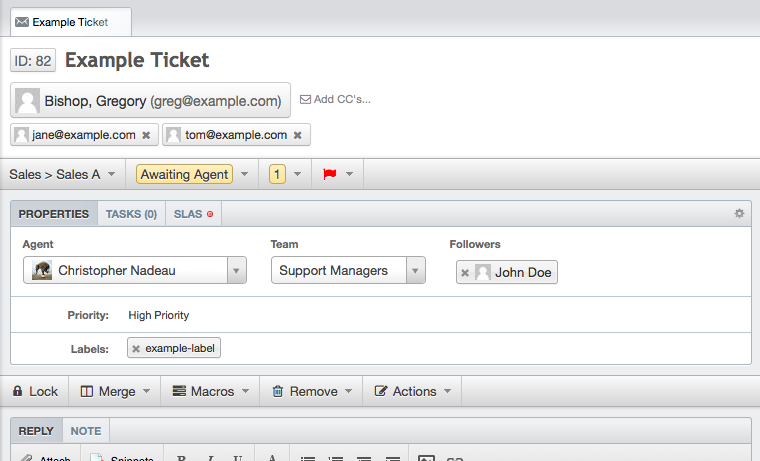 Example Ticket
ID: 82 Example Ticket
Bishop, Gregory (greg@example.com) Add CC's...
jane@example.com tom@example.com
Sales > Sales A Awaiting Agent 1
PROPERTIES TASKS (0) SLAS
Agent Team Followers
Christopher Nadeau Support Managers John Doe
Priority: High Priority
Labels: example-label
Lock Merge Macros Remove Actions
REPLY NOTE
Attach Snippets B I U A